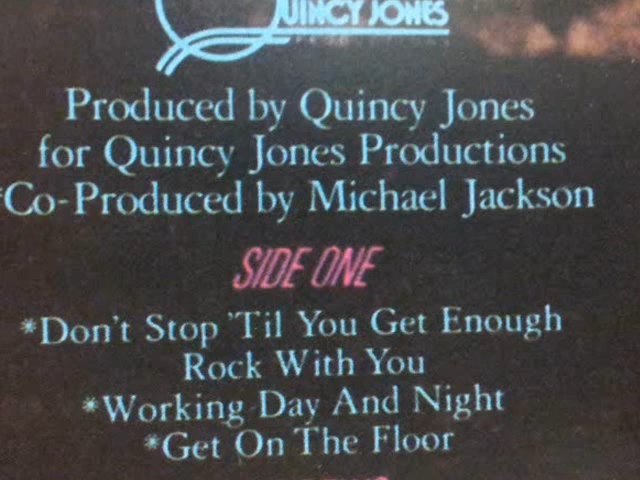 QUINCY JONES
Produced by Quincy Jones
for Quincy Jones Productions
*Co-Produced by Michael Jackson
SIDE ONE
*Don't Stop 'Til You Get Enough
Rock With You
*Working Day And Night
*Get On The Floor